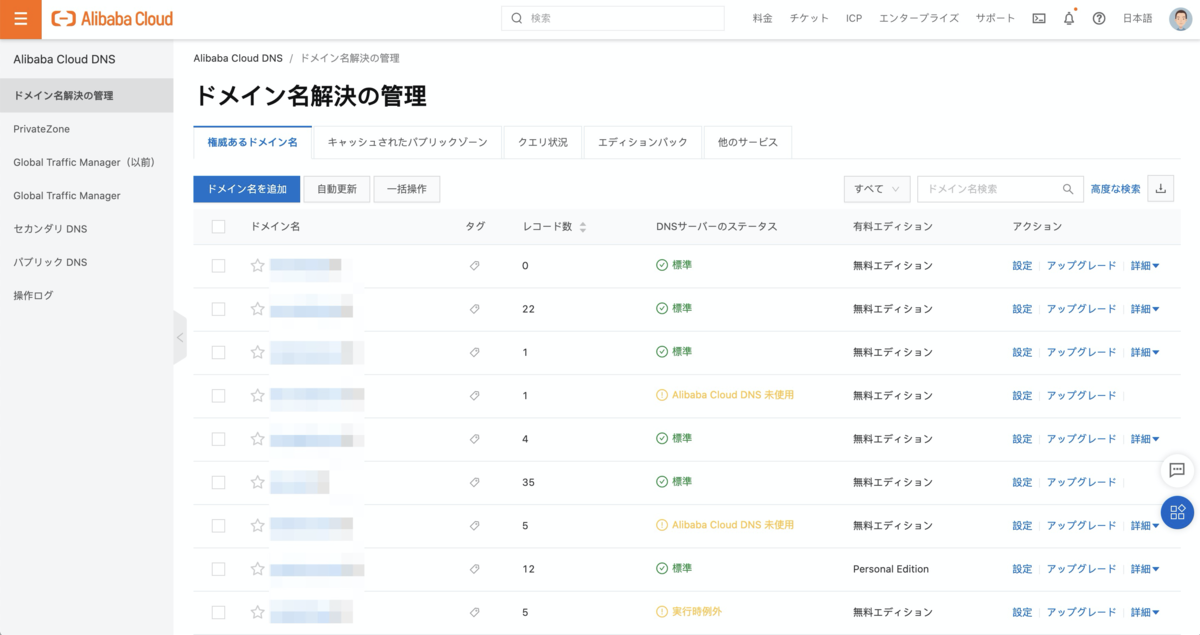 Alibaba Cloud
検索
料金 チケット ICP エンタープライズ サポート 日本語
Alibaba Cloud DNS
ドメイン名解決の管理
PrivateZone
Global Traffic Manager（以前）
Global Traffic Manager
セカンダリ DNS
パブリック DNS
操作ログ
Alibaba Cloud DNS / ドメイン名解決の管理
ドメイン名解決の管理
権威あるドメイン名 キャッシュされたパブリックゾーン クエリ状況 エディションパック 他のサービス
ドメイン名を追加 自動更新 一括操作 すべて ドメイン名検索 高度な検索
ドメイン名 タグ レコード数 DNSサーバーのステータス 有料エディション アクション
0 標準 無料エディション 設定 アップグレード 詳細
22 標準 無料エディション 設定 アップグレード 詳細
1 標準 無料エディション 設定 アップグレード 詳細
1 Alibaba Cloud DNS 未使用 無料エディション 設定 アップグレード
4 標準 無料エディション 設定 アップグレード 詳細
35 標準 無料エディション 設定 アップグレード
5 Alibaba Cloud DNS 未使用 無料エディション 設定 アップグレード 詳細
12 標準 Personal Edition 設定 アップグレード 詳細
5 実行時例外 無料エディション 設定 アップグレード 詳細